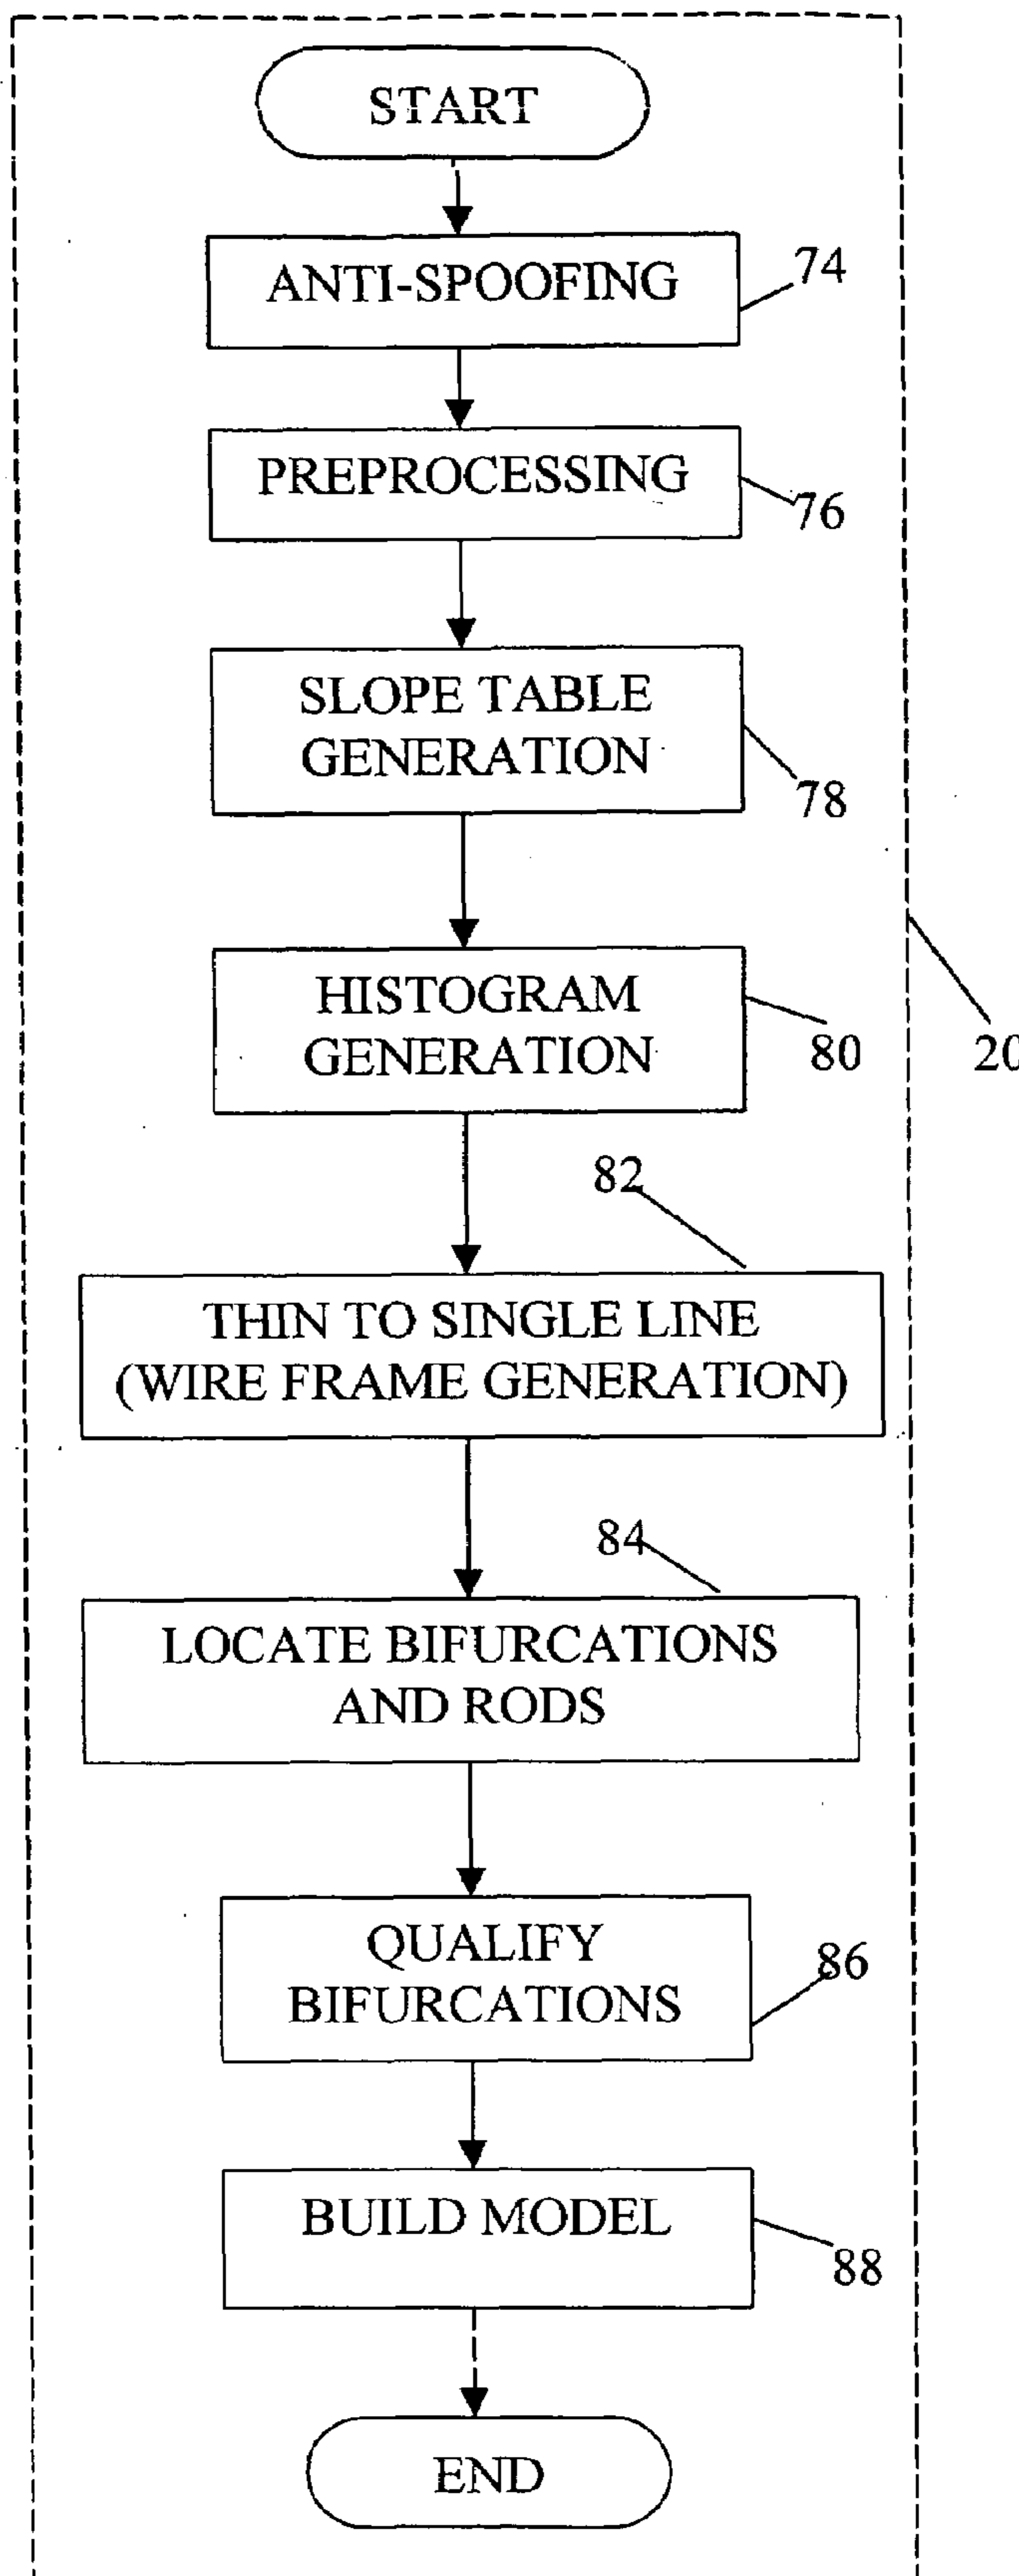 START
ANTI-SPOOFING
74
PREPROCESSING
76
SLOPE TABLE
GENERATION
78
HISTOGRAM
GENERATION
80
20
82
THIN TO SINGLE LINE
(WIRE FRAME GENERATION)
84
LOCATE BIFURCATIONS
AND RODS
QUALIFY
BIFURCATIONS
86
BUILD MODEL
88
END